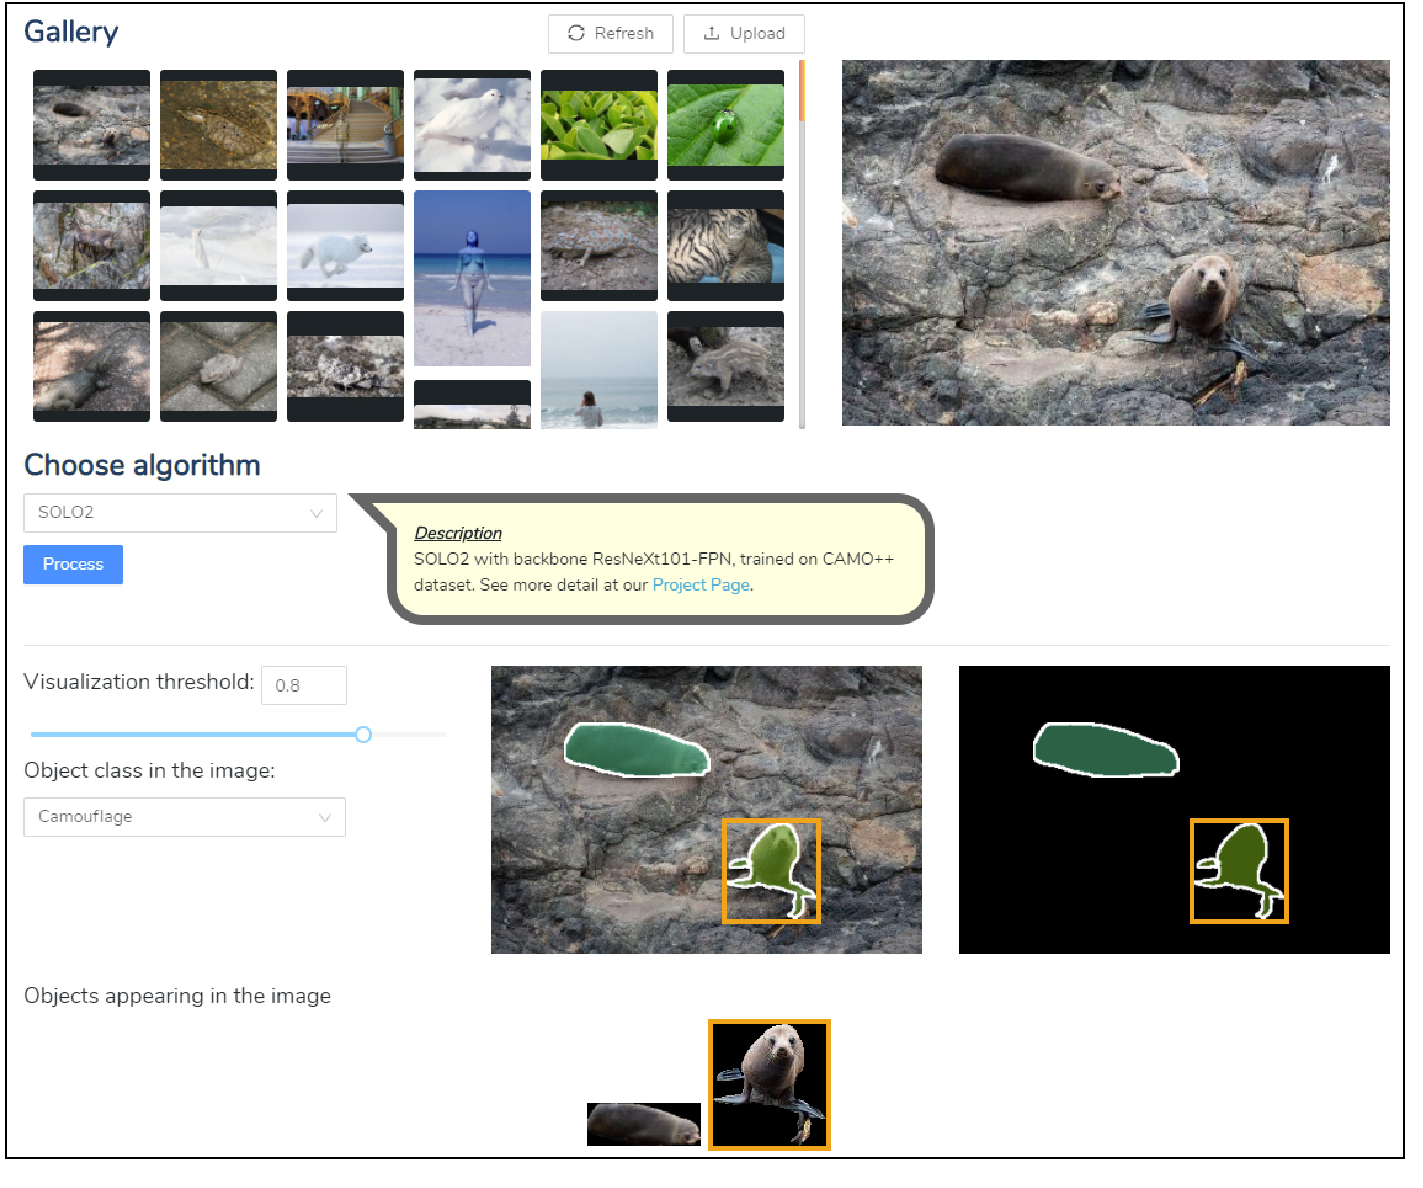 Gallery
Refresh
Upload
Choose algorithm
SOLO2
Process
Description
SOLO2 with backbone ResNeXt101-FPN, trained on CAMO++
dataset. See more detail at our Project Page.
Visualization threshold: 0.8
Object class in the image:
Camouflage
Objects appearing in the image